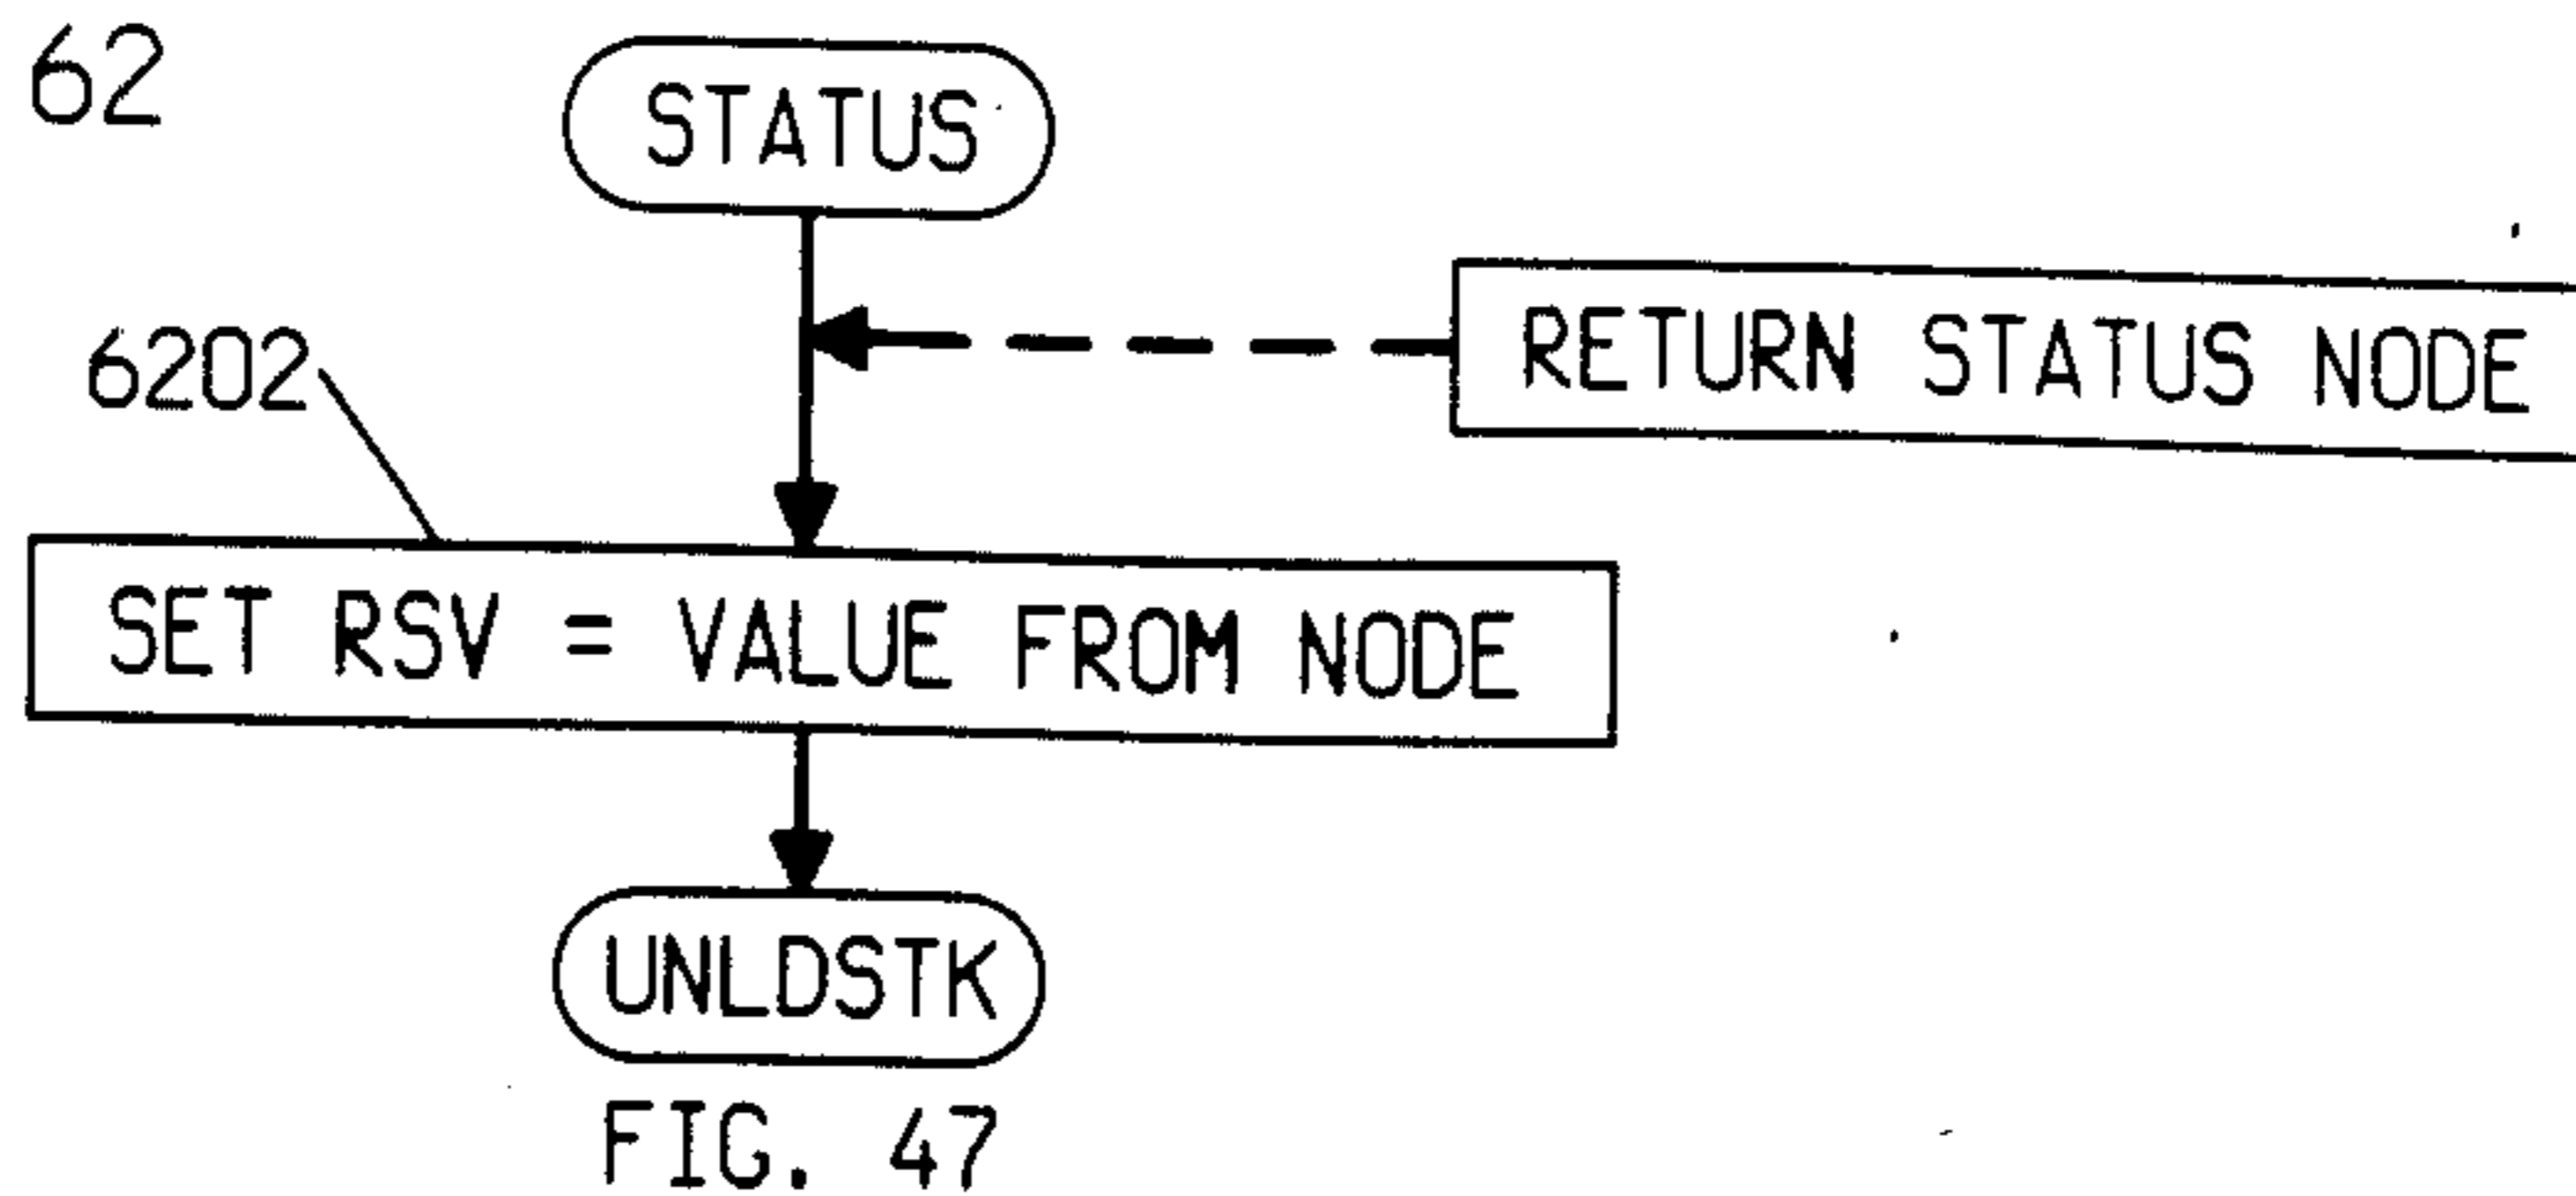 62
STATUS
RETURN STATUS NODE
6202
SET RSV = VALUE FROM NODE
UNLDSTK
FIG. 47